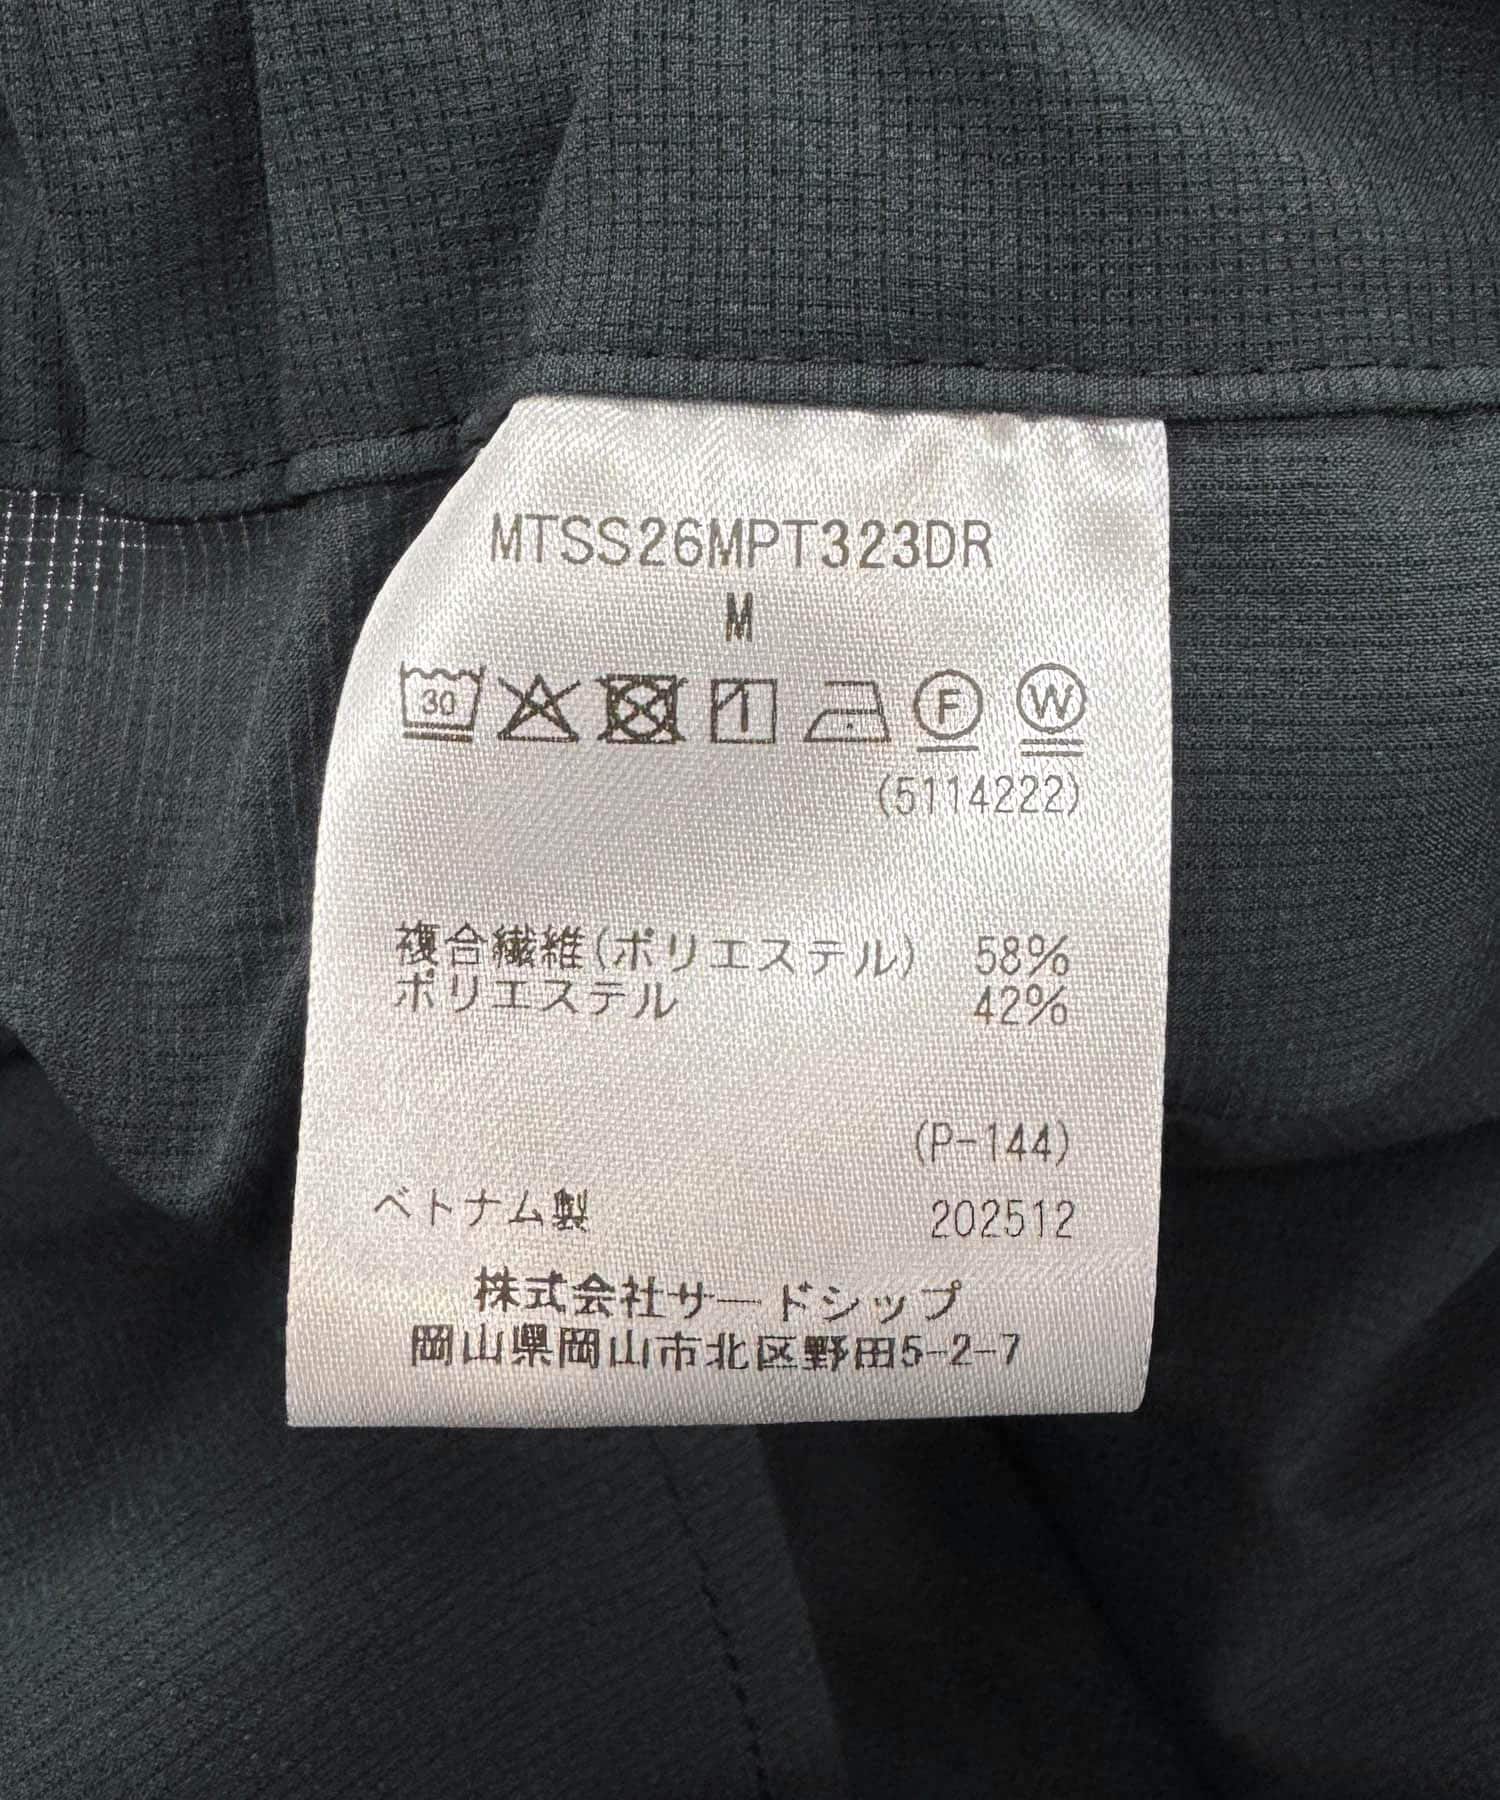 MTSS26MPT323DR
M
30 F W
(5114222)
複合繊維(ポリエステル) 58%
ポリエステル 42%
(P-144)
ベトナム製 202512
株式会社サードシップ
岡山県岡山市北区野田5-2-7